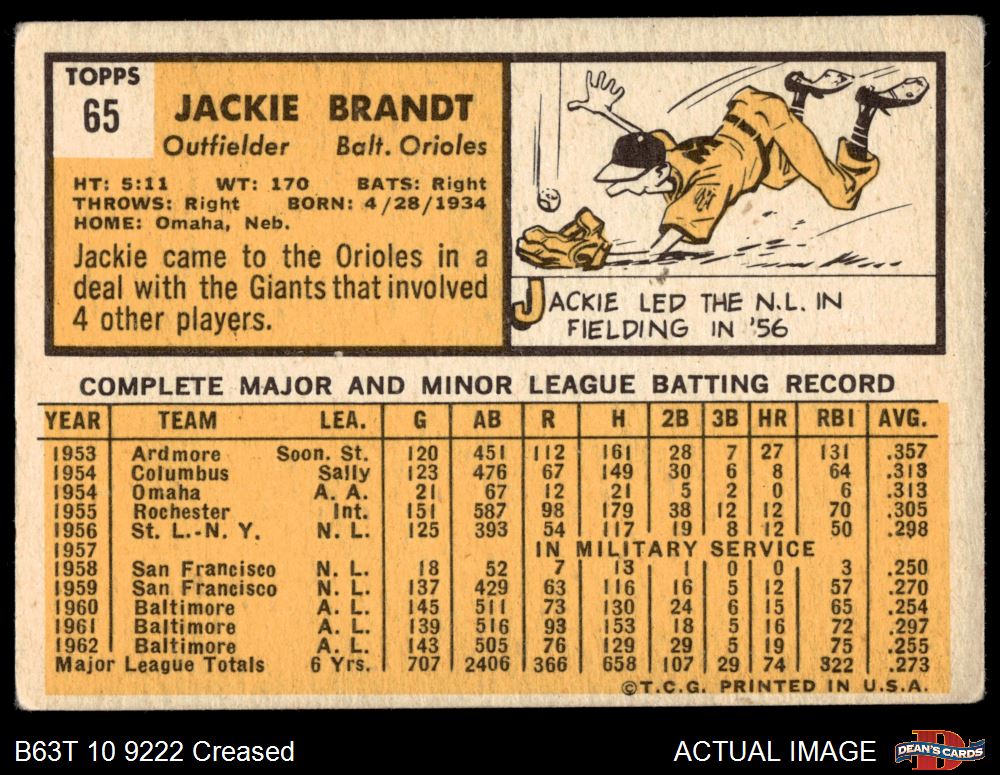 TOPPS
65
JACKIE BRANDT
Outfielder Balt. Orioles
HT: 5:11 WT: 170 BATS: Right
THROWS: Right BORN: 4/28/1934
HOME: Omaha, Neb.
Jackie came to the Orioles in a
deal with the Giants that involved
4 other players.
JACKIE LED THE N.L. IN
FIELDING IN '56
COMPLETE MAJOR AND MINOR LEAGUE BATTING RECORD
YEAR TEAM LEA. G AB R H 2B 3B HR RBI AVG.
1953 Ardmore Soon. St. 120 451 112 161 28 7 27 131 .357
1954 Columbus Sally 123 476 67 149 30 6 8 64 .313
1954 Omaha A. A. 21 67 12 21 5 2 0 6 .313
1955 Rochester Int. 151 587 98 179 38 12 12 70 .305
1956 St. L.-N. Y. N. L. 125 393 54 117 19 8 12 50 .298
1957 IN MILITARY SERVICE
1958 San Francisco N. L. 18 52 7 13 1 0 0 3 .250
1959 San Francisco N. L. 137 429 63 116 16 5 12 57 .270
1960 Baltimore A. L. 145 511 73 130 24 6 15 65 .254
1961 Baltimore A. L. 139 516 93 153 18 5 16 72 .297
1962 Baltimore A. L. 143 505 76 129 29 5 19 75 .255
Major League Totals 6 Yrs. 707 2406 366 658 107 29 74 322 .273
©T.C.G. PRINTED IN U.S.A.
B63T 10 9222 Creased
ACTUAL IMAGE
D
DEAN'S CARDS